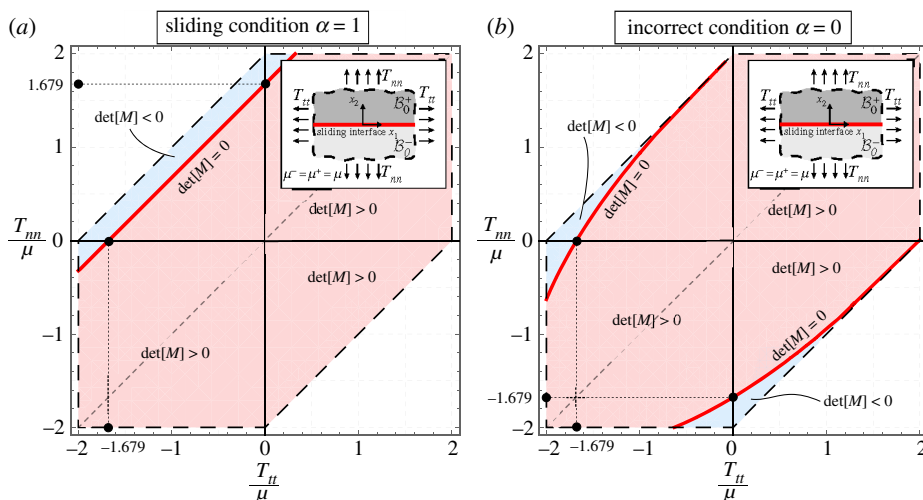 (a) sliding condition α = 1
2
1.679
1
0
−1
−2
T_nn/μ
det[M] < 0
det[M] = 0
det[M] > 0
det[M] > 0
det[M] > 0
T_nn
T_tt
T_tt
x_2
B_0^+
sliding interface x_1
B_0^-
μ^- = μ^+ = μ
T_nn
−2 −1.679 −1 0 1 2
T_tt/μ
(b) incorrect condition α = 0
2
1
0
−1
−1.679
−2
T_nn/μ
det[M] < 0
det[M] = 0
det[M] > 0
det[M] > 0
det[M] > 0
det[M] = 0
det[M] < 0
T_nn
T_tt
T_tt
x_2
B_0^+
sliding interface x_1
B_0^-
μ^- = μ^+ = μ
T_nn
−2 −1.679 −1 0 1 2
T_tt/μ